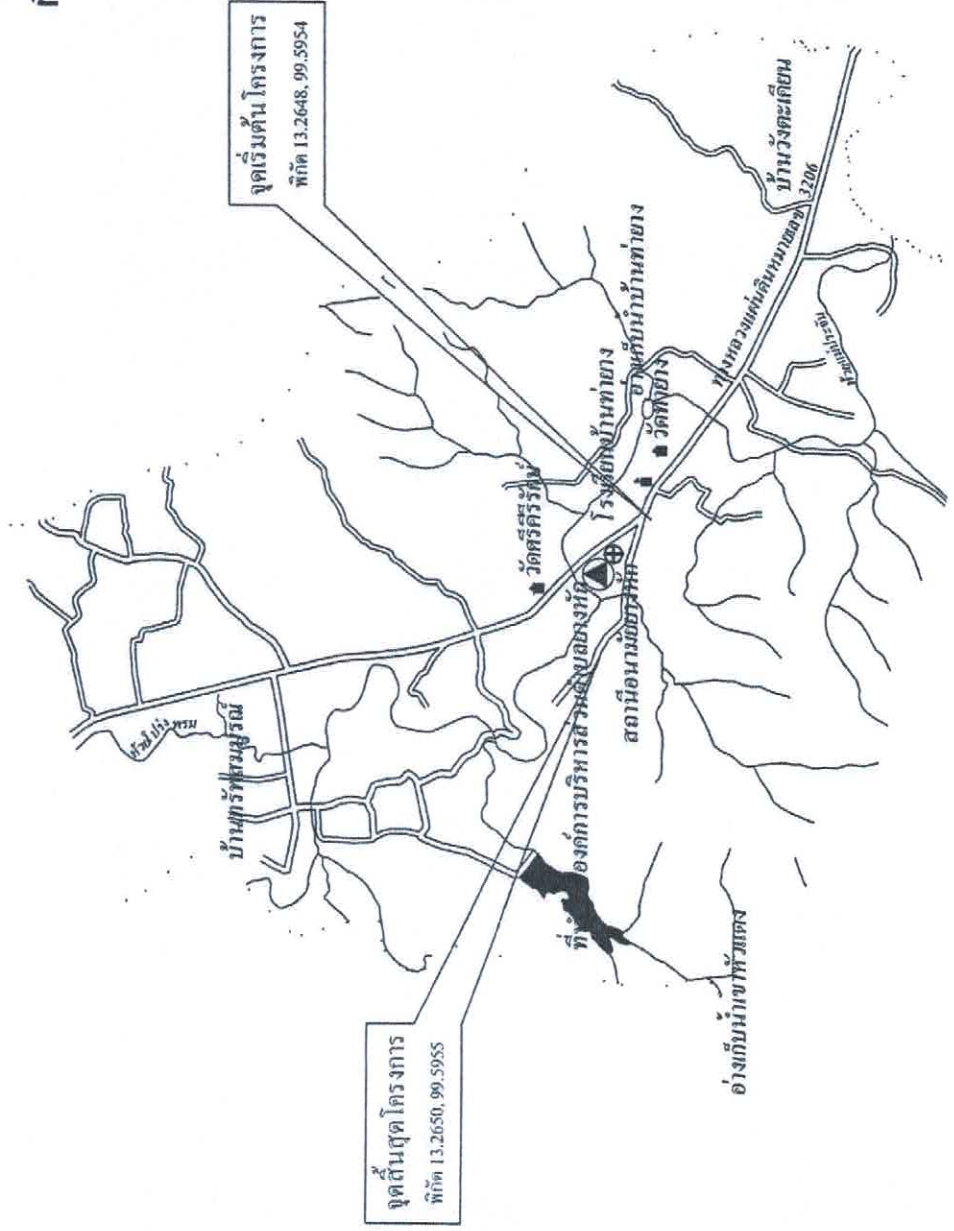 จุดเริ่มต้นโครงการ
พิกัด 13.2648, 99.5954
บ้านวังตะเคียน
ทางหลวงแผ่นดินหมายเลข 3206
อ่างเก็บน้ำบ้านท่ายาง
วัดท่ายาง
โรงเรียนบ้านท่ายาง
วัดศรีคีรีรัตน์
สถานีอนามัยยางหัก
ที่ทำ องค์การบริหารส่วนตำบลยางหัก
บ้านทรัพย์สมบูรณ์
อ่างเก็บน้ำเขาหัวแดง
จุดสิ้นสุดโครงการ
พิกัด 13.2650, 99.5955